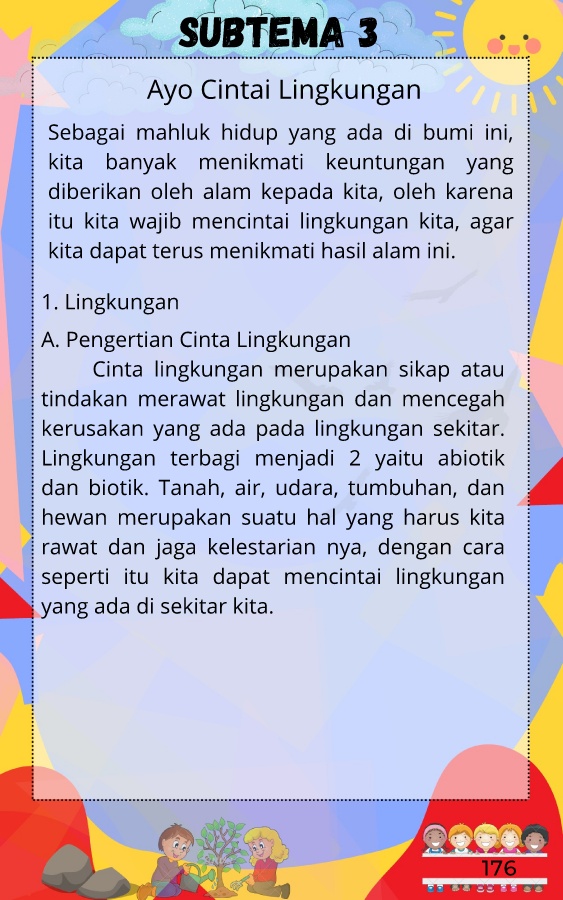 SUBTEMA 3
Ayo Cintai Lingkungan
Sebagai mahluk hidup yang ada di bumi ini,
kita banyak menikmati keuntungan yang
diberikan oleh alam kepada kita, oleh karena
itu kita wajib mencintai lingkungan kita, agar
kita dapat terus menikmati hasil alam ini.
1. Lingkungan
A. Pengertian Cinta Lingkungan
Cinta lingkungan merupakan sikap atau
tindakan merawat lingkungan dan mencegah
kerusakan yang ada pada lingkungan sekitar.
Lingkungan terbagi menjadi 2 yaitu abiotik
dan biotik. Tanah, air, udara, tumbuhan, dan
hewan merupakan suatu hal yang harus kita
rawat dan jaga kelestarian nya, dengan cara
seperti itu kita dapat mencintai lingkungan
yang ada di sekitar kita.
176